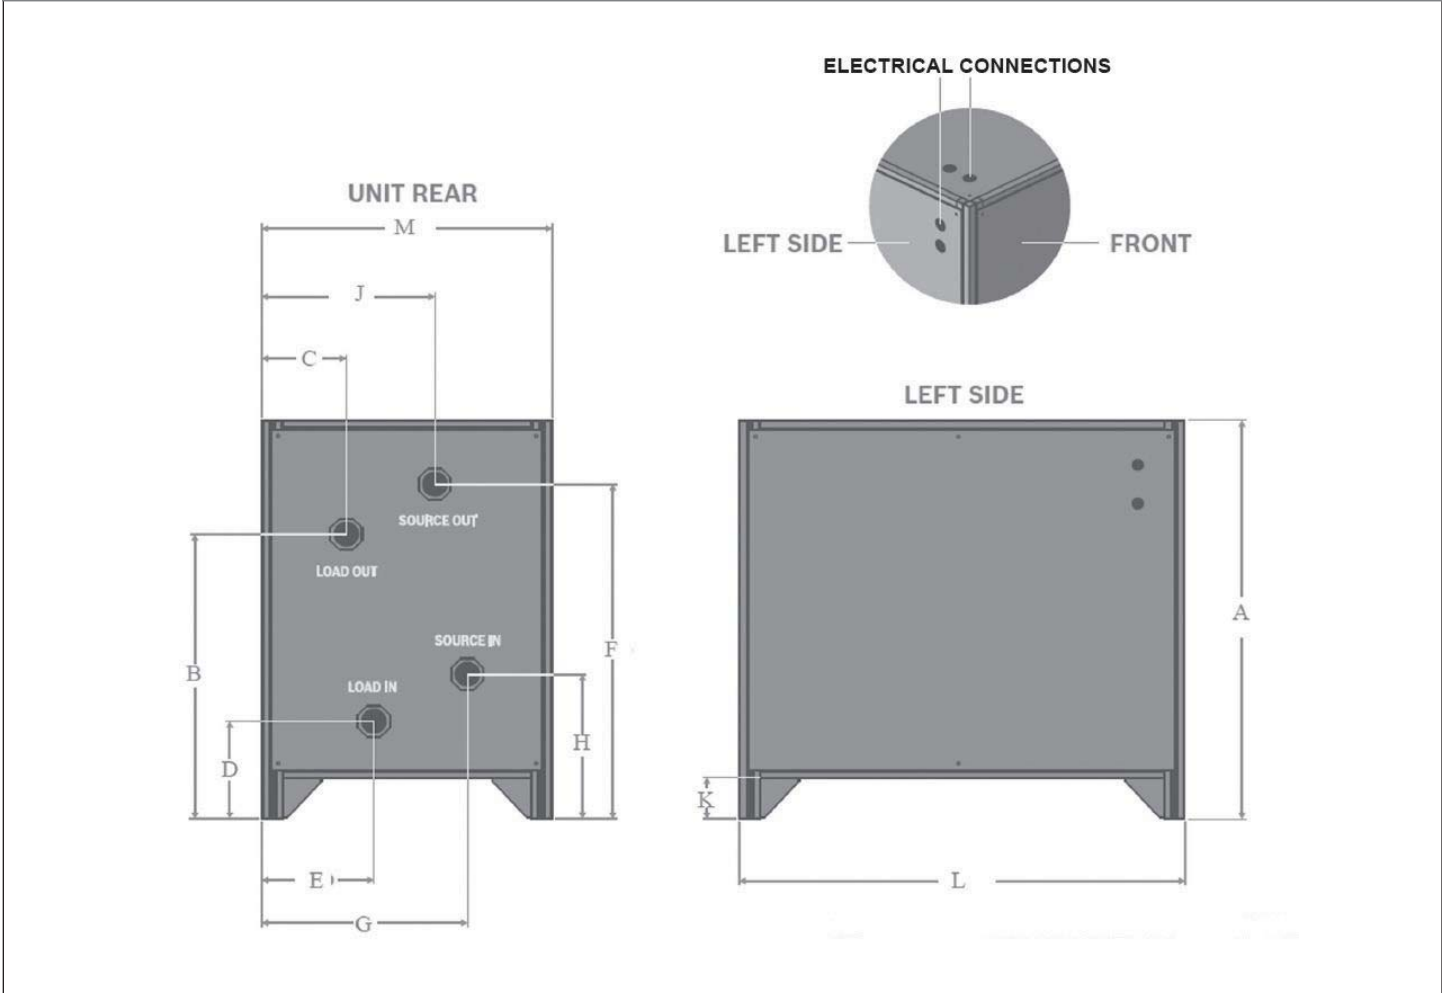 ELECTRICAL CONNECTIONS
UNIT REAR
M
LEFT SIDE
FRONT
J
C
LEFT SIDE
SOURCE OUT
LOAD OUT
A
SOURCE IN
F
B
LOAD IN
H
D
K
E
L
G